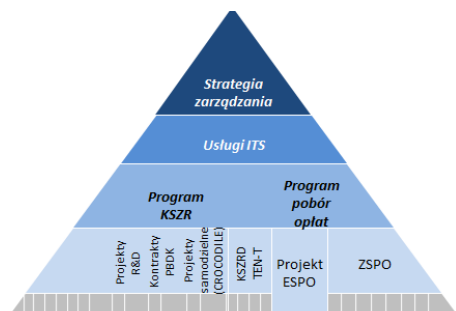 Strategia
zarządzania
Usługi ITS
Program
KSZR
Program
pobór
opłat
Projekty
R&D
Kontrakty
PBDK
Projekty
samodzielne
(CROCODILE)
KSZRD
TEN-T
Projekt
ESPO
ZSPO